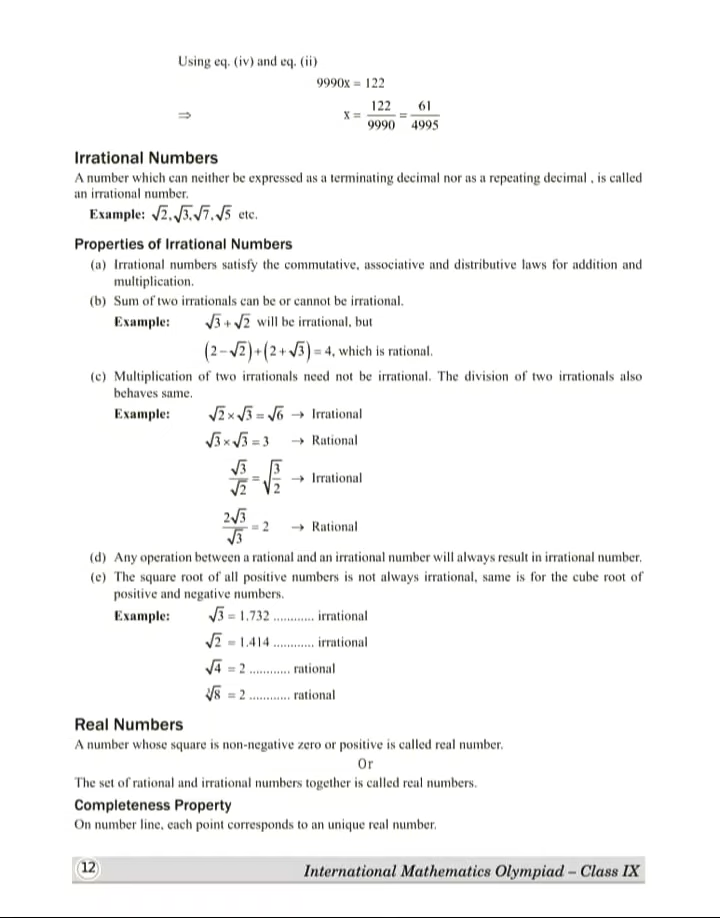 Using eq. (iv) and eq. (ii)
9990x = 122
⇒ x = 122/9990 = 61/4995
Irrational Numbers
A number which can neither be expressed as a terminating decimal nor as a repeating decimal , is called
an irrational number.
Example: √2, √3, √7, √5 etc.
Properties of Irrational Numbers
(a) Irrational numbers satisfy the commutative, associative and distributive laws for addition and
multiplication.
(b) Sum of two irrationals can be or cannot be irrational.
Example: √3 + √2 will be irrational, but
(2 − √2) + (2 + √3) = 4, which is rational.
(c) Multiplication of two irrationals need not be irrational. The division of two irrationals also
behaves same.
Example: √2 × √3 = √6 → Irrational
√3 × √3 = 3 → Rational
√3/√2 = √(3/2) → Irrational
2√3/√3 = 2 → Rational
(d) Any operation between a rational and an irrational number will always result in irrational number.
(e) The square root of all positive numbers is not always irrational, same is for the cube root of
positive and negative numbers.
Example: √3 = 1.732 ............ irrational
√2 = 1.414 ............ irrational
√4 = 2 ............ rational
∛8 = 2 ............ rational
Real Numbers
A number whose square is non-negative zero or positive is called real number.
Or
The set of rational and irrational numbers together is called real numbers.
Completeness Property
On number line, each point corresponds to an unique real number.
12 International Mathematics Olympiad – Class IX